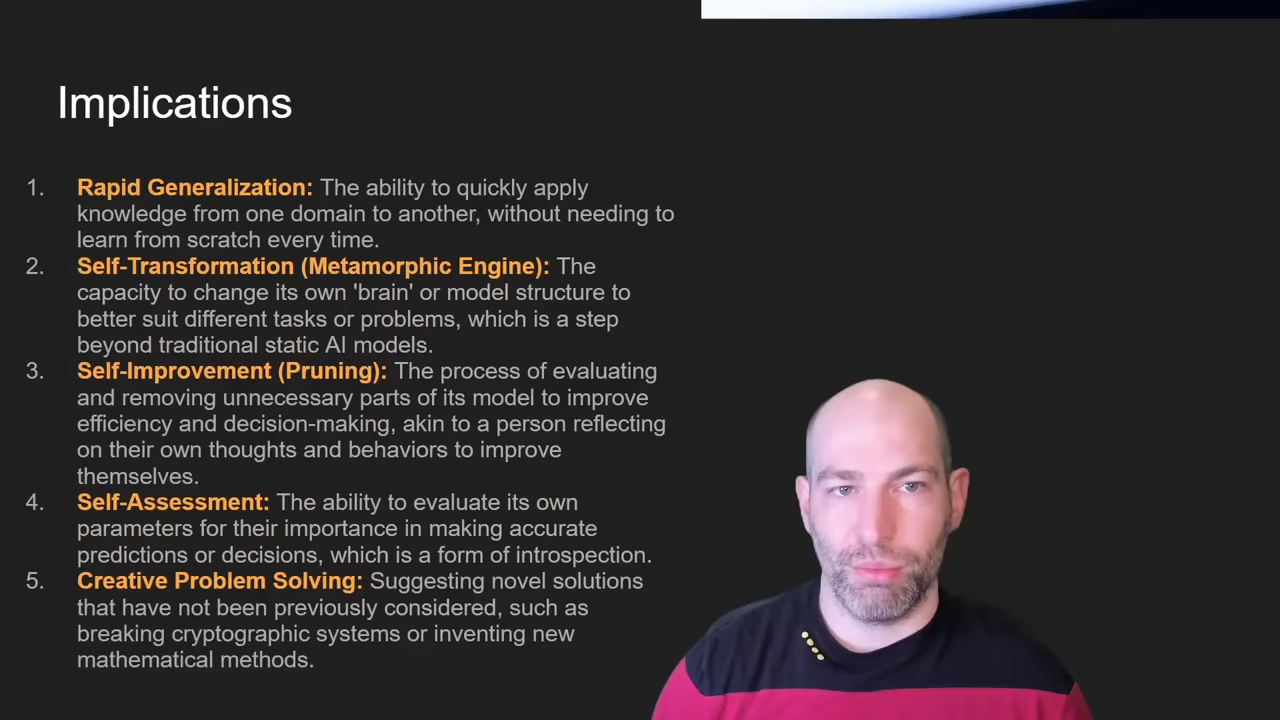 Implications
1. Rapid Generalization: The ability to quickly apply
knowledge from one domain to another, without needing to
learn from scratch every time.
2. Self-Transformation (Metamorphic Engine): The
capacity to change its own 'brain' or model structure to
better suit different tasks or problems, which is a step
beyond traditional static AI models.
3. Self-Improvement (Pruning): The process of evaluating
and removing unnecessary parts of its model to improve
efficiency and decision-making, akin to a person reflecting
on their own thoughts and behaviors to improve
themselves.
4. Self-Assessment: The ability to evaluate its own
parameters for their importance in making accurate
predictions or decisions, which is a form of introspection.
5. Creative Problem Solving: Suggesting novel solutions
that have not been previously considered, such as
breaking cryptographic systems or inventing new
mathematical methods.